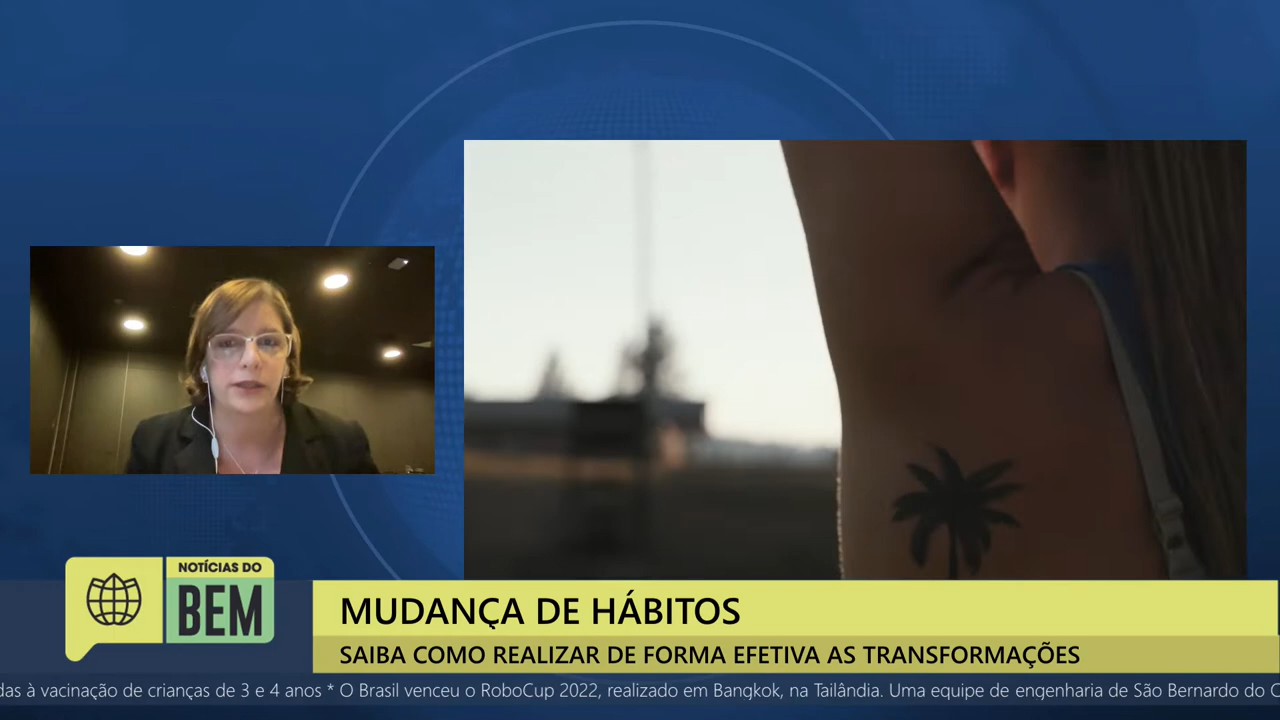 NOTÍCIAS DO
BEM
MUDANÇA DE HÁBITOS
SAIBA COMO REALIZAR DE FORMA EFETIVA AS TRANSFORMAÇÕES
à vacinação de crianças de 3 e 4 anos * O Brasil venceu o RoboCup 2022, realizado em Bangkok, na Tailândia. Uma equipe de engenharia de São Bernardo do